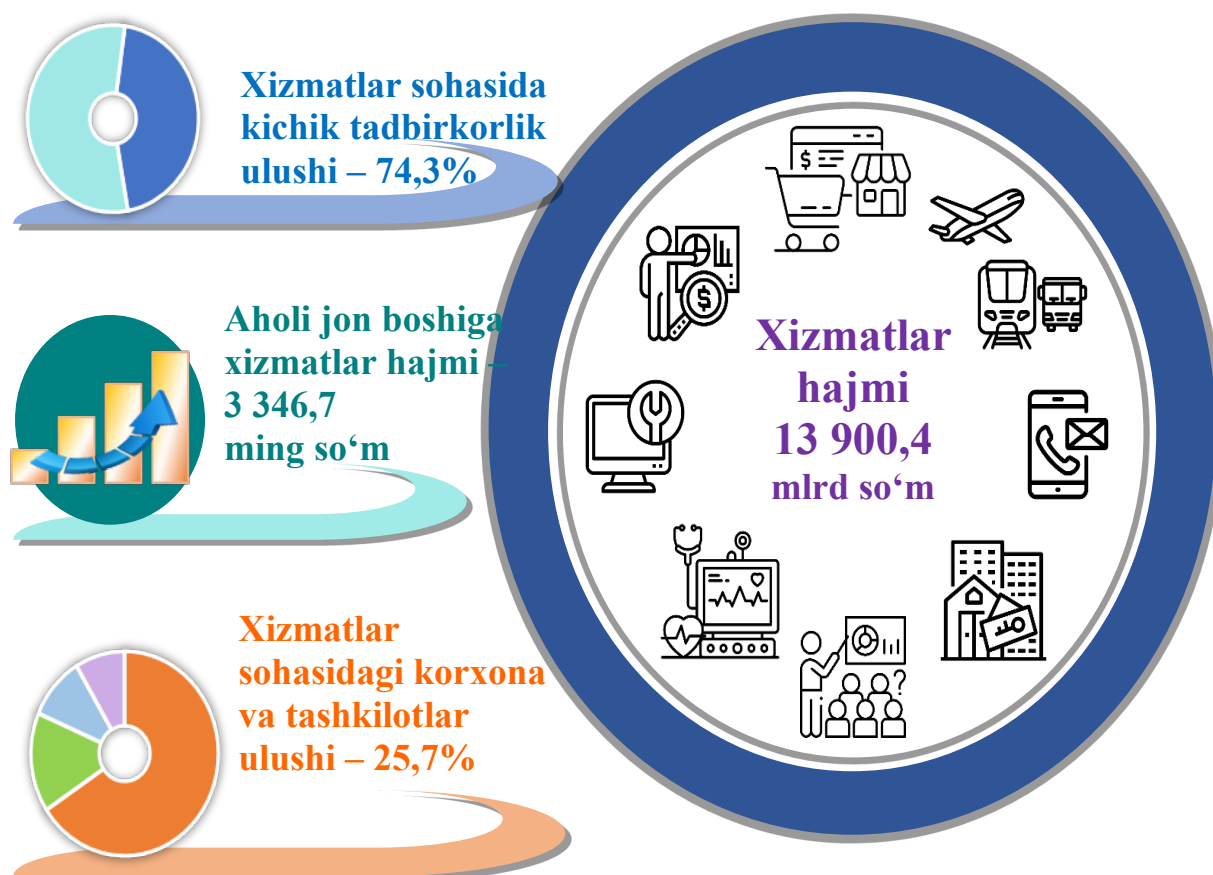 Xizmatlar sohasida
kichik tadbirkorlik
ulushi – 74,3%
Aholi jon boshiga
xizmatlar hajmi –
3 346,7
ming so‘m
Xizmatlar
sohasidagi korxona
va tashkilotlar
ulushi – 25,7%
Xizmatlar
hajmi
13 900,4
mlrd so‘m